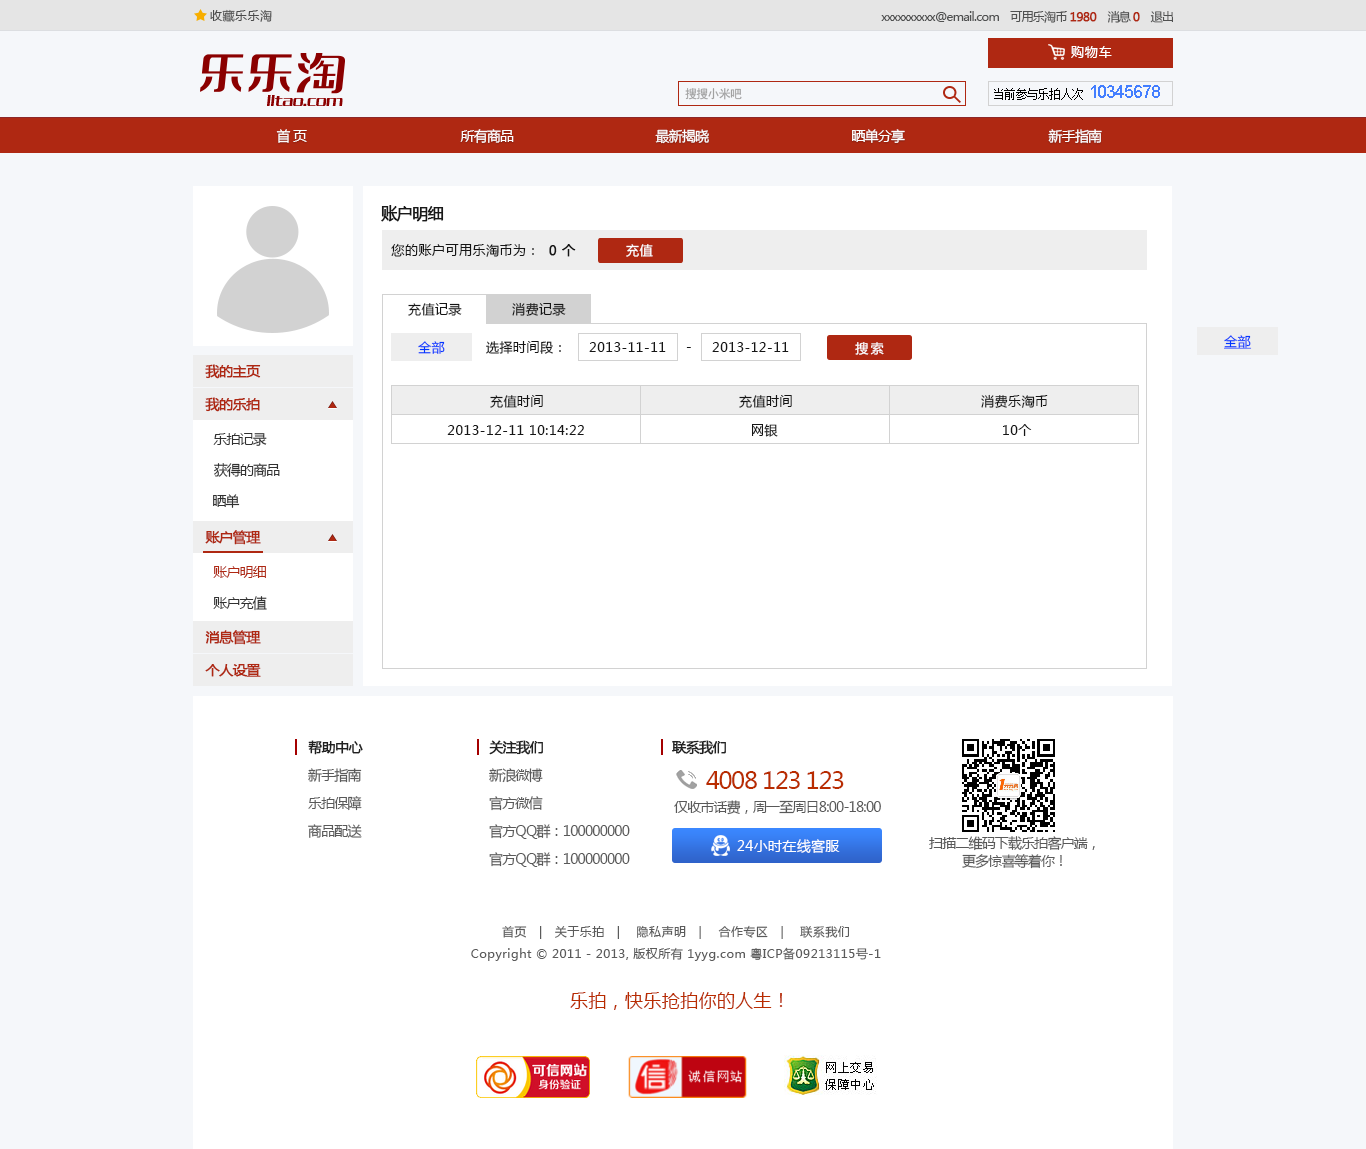 收藏乐乐淘
xxxxxxxxxx@email.com 可用乐淘币 1980 消息 0 退出
乐乐淘
lltao.com
购物车
搜搜小米吧
当前参与乐拍人次 10345678
首 页 所有商品 最新揭晓 晒单分享 新手指南
我的主页
我的乐拍
乐拍记录
获得的商品
晒单
账户管理
账户明细
账户充值
消息管理
个人设置
账户明细
您的账户可用乐淘币为： 0 个 充值
充值记录 消费记录
全部 选择时间段： 2013-11-11 - 2013-12-11 搜索
全部
充值时间 充值时间 消费乐淘币
2013-12-11 10:14:22 网银 10个
帮助中心
新手指南
乐拍保障
商品配送
关注我们
新浪微博
官方微信
官方QQ群：100000000
官方QQ群：100000000
联系我们
4008 123 123
仅收市话费，周一至周日8:00-18:00
24小时在线客服
扫描二维码下载乐拍客户端，
更多惊喜等着你！
首页 | 关于乐拍 | 隐私声明 | 合作专区 | 联系我们
Copyright © 2011 - 2013, 版权所有 1yyg.com 粤ICP备09213115号-1
乐拍，快乐抢拍你的人生！
可信网站
身份验证
信 诚信网站
网上交易
保障中心